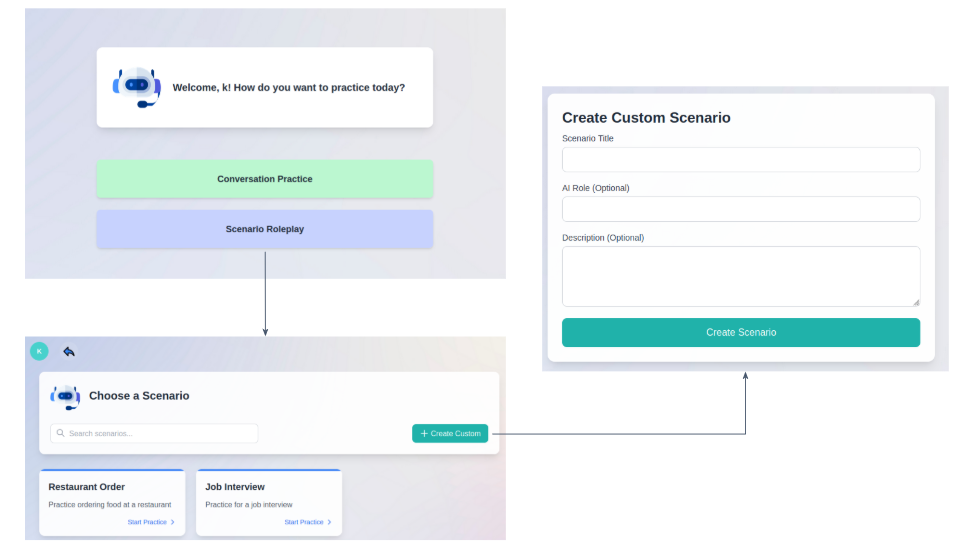 Welcome, k! How do you want to practice today?
Conversation Practice
Scenario Roleplay
K
Choose a Scenario
Search scenarios...
+ Create Custom
Restaurant Order
Practice ordering food at a restaurant
Start Practice >
Job Interview
Practice for a job interview
Start Practice >
Create Custom Scenario
Scenario Title
AI Role (Optional)
Description (Optional)
Create Scenario